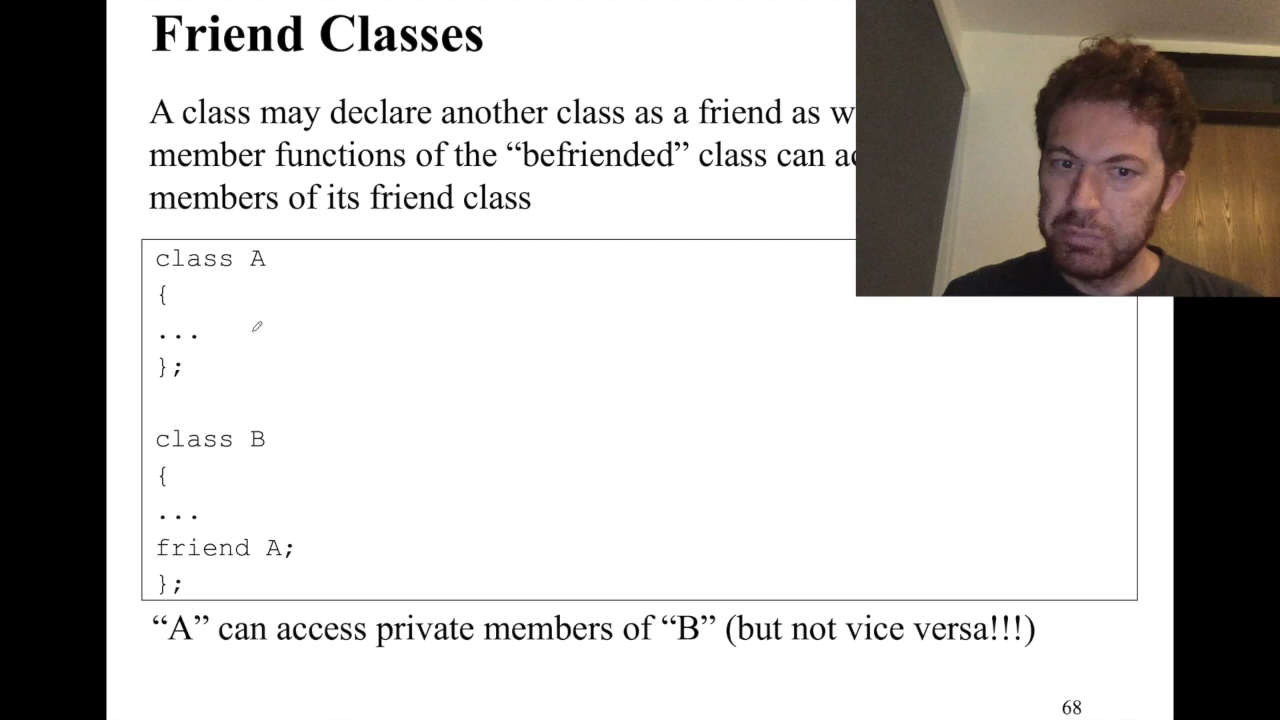 Friend Classes
A class may declare another class as a friend as
member functions of the “befriended” class can
members of its friend class
class A
{
...
};
class B
{
...
friend A;
};
“A” can access private members of “B” (but not vice versa!!!)
68